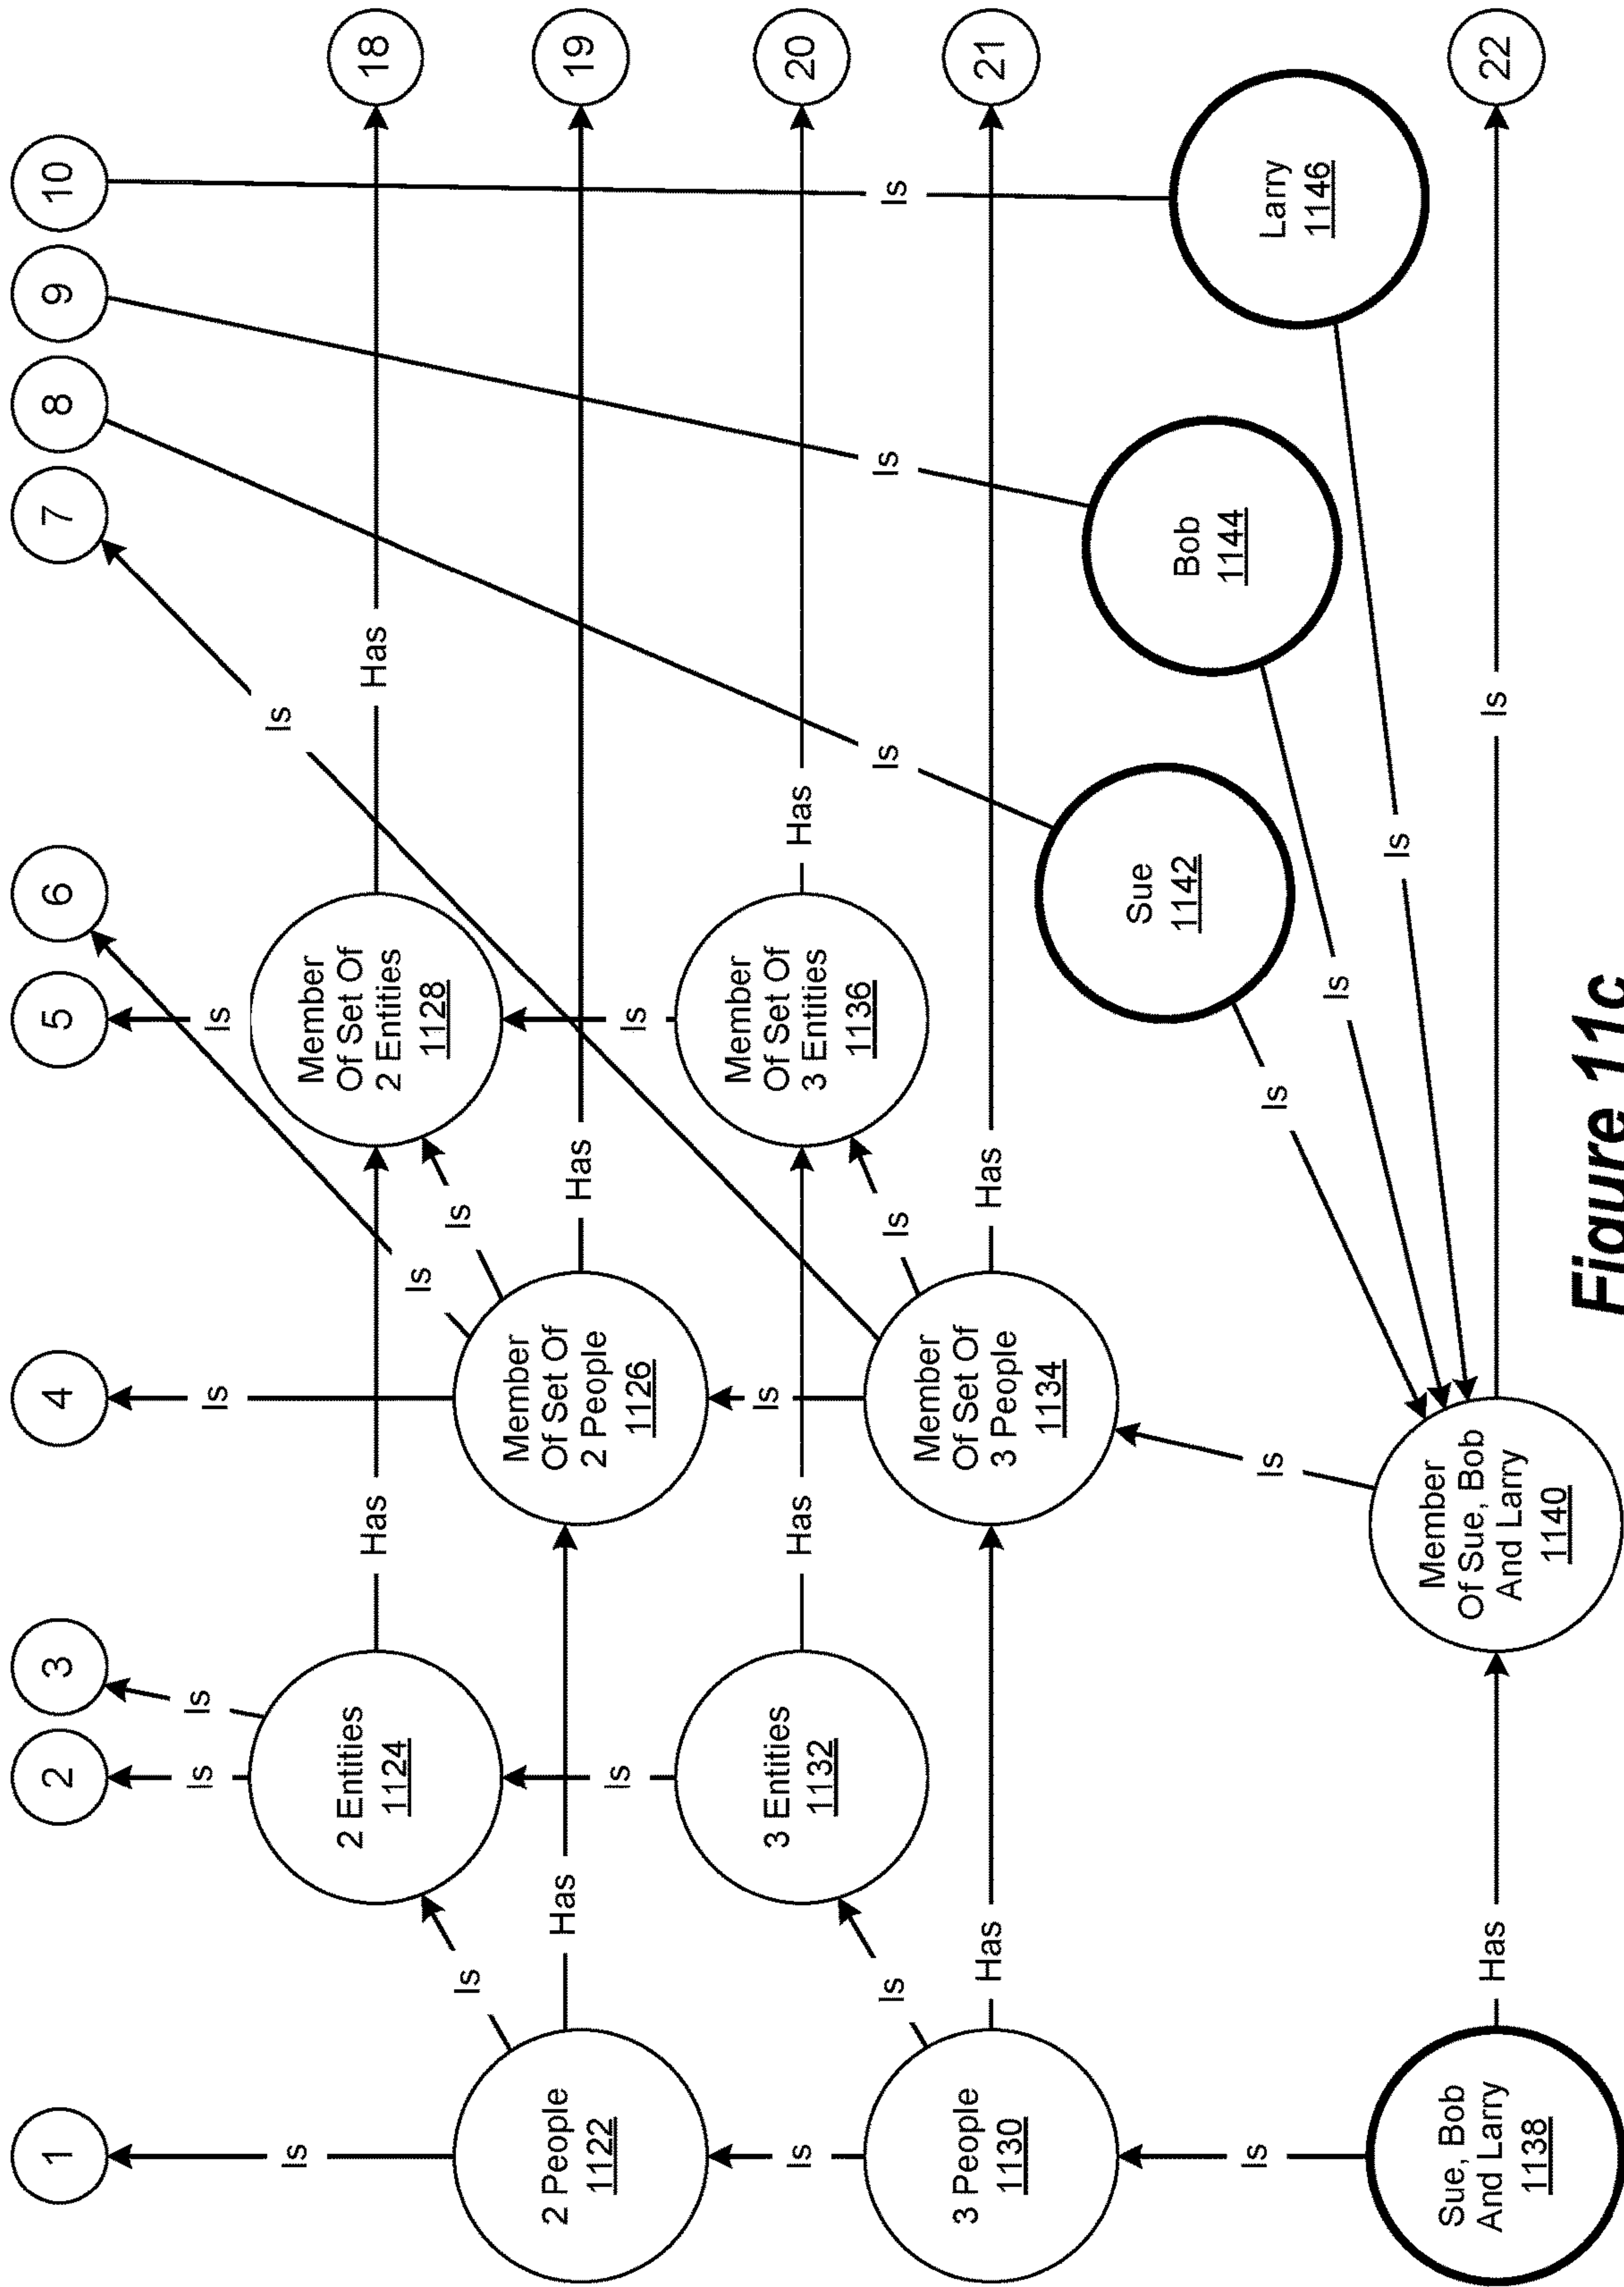 1
2
3
4
5
6
7
8
9
10
Is
Is
Is
Is
Is
Is
2 Entities
1124
Has
Member
Of Set Of
2 Entities
1128
Has
18
Is
Is
Is
2 People
1122
Has
Member
Of Set Of
2 People
1126
Has
19
Is
Is
Is
Is
3 Entities
1132
Has
Member
Of Set Of
3 Entities
1136
Has
20
Is
Is
Is
Is
Is
3 People
1130
Has
Member
Of Set Of
3 People
1134
Has
21
Sue
1142
Bob
1144
Larry
1146
Is
Is
Is
Is
Is
Sue, Bob
And Larry
1138
Has
Member
Of Sue, Bob
And Larry
1140
Is
22
Figure 11c